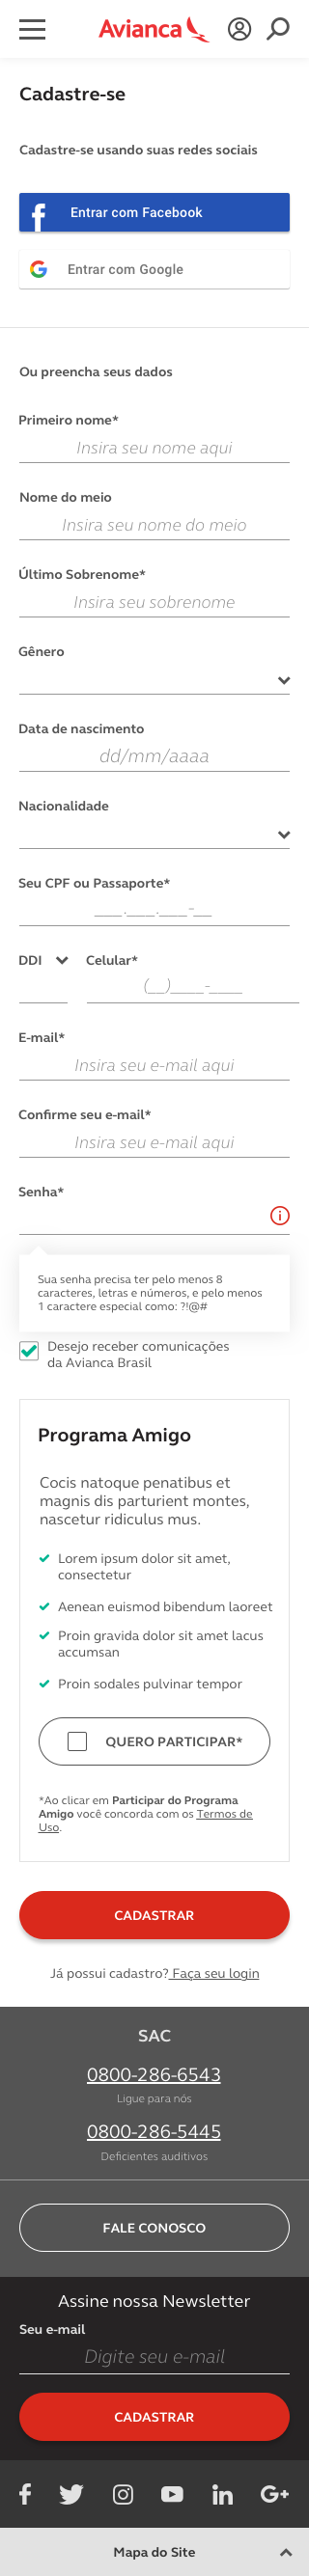 Avianca
Cadastre-se
Cadastre-se usando suas redes sociais
Entrar com Facebook
Entrar com Google
Ou preencha seus dados
Primeiro nome*
Insira seu nome aqui
Nome do meio
Insira seu nome do meio
Último Sobrenome*
Insira seu sobrenome
Gênero
Data de nascimento
dd/mm/aaaa
Nacionalidade
Seu CPF ou Passaporte*
___.___.___-__
DDI Celular*
(__)____-____
E-mail*
Insira seu e-mail aqui
Confirme seu e-mail*
Insira seu e-mail aqui
Senha*
Sua senha precisa ter pelo menos 8
caracteres, letras e números, e pelo menos
1 caractere especial como: ?!@#
Desejo receber comunicações
da Avianca Brasil
Programa Amigo
Cocis natoque penatibus et
magnis dis parturient montes,
nascetur ridiculus mus.
Lorem ipsum dolor sit amet,
consectetur
Aenean euismod bibendum laoreet
Proin gravida dolor sit amet lacus
accumsan
Proin sodales pulvinar tempor
QUERO PARTICIPAR*
*Ao clicar em Participar do Programa
Amigo você concorda com os Termos de
Uso.
CADASTRAR
Já possui cadastro? Faça seu login
SAC
0800-286-6543
Ligue para nós
0800-286-5445
Deficientes auditivos
FALE CONOSCO
Assine nossa Newsletter
Seu e-mail
Digite seu e-mail
CADASTRAR
Mapa do Site